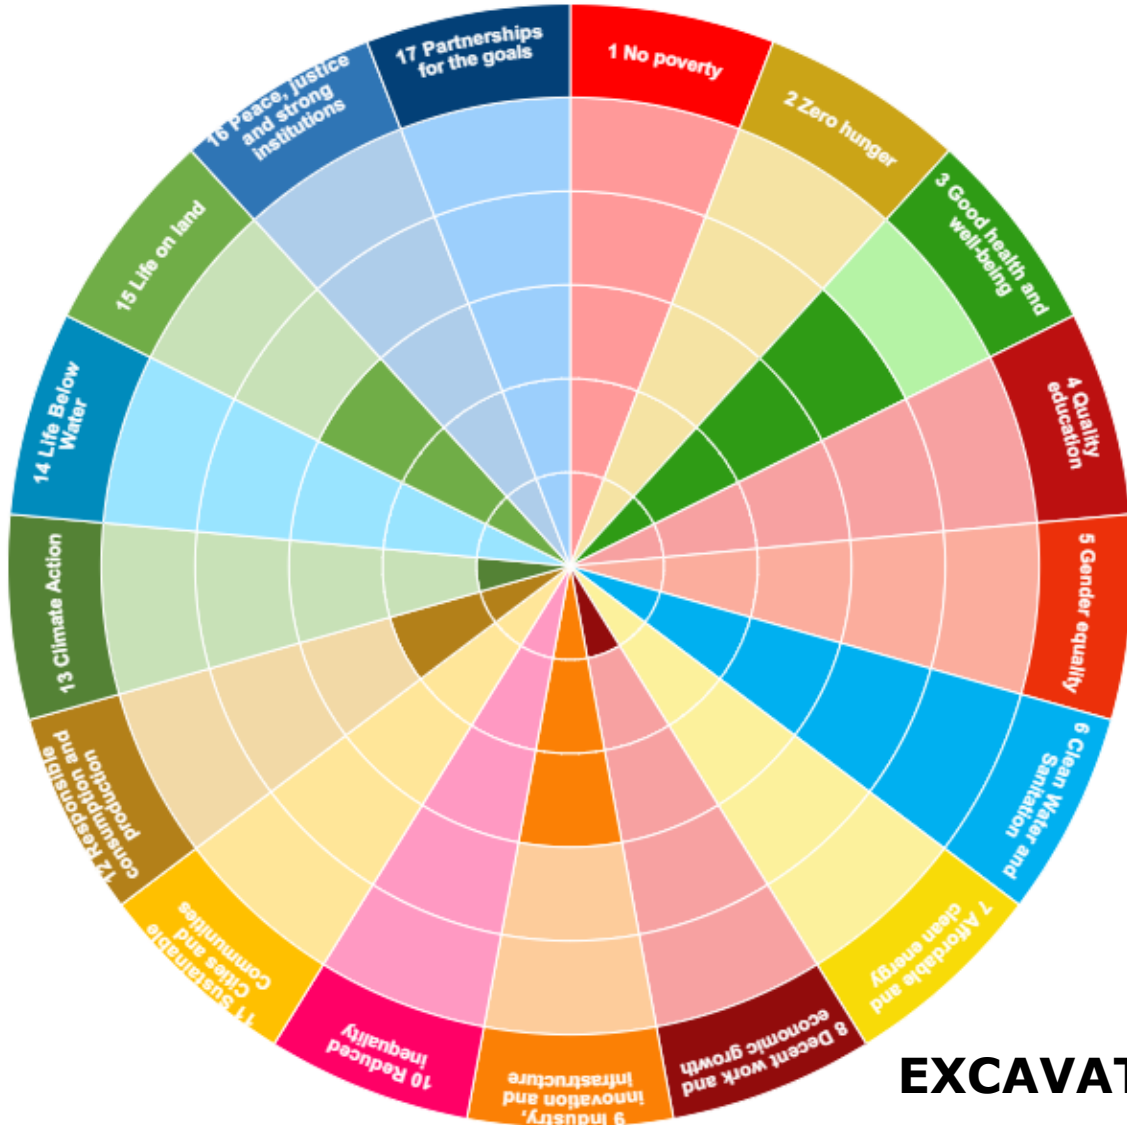 1 No poverty
2 Zero hunger
3 Good health and
well-being
4 Quality
education
5 Gender equality
6 Clean Water and
Sanitation
7 Affordable and
clean energy
8 Decent work and
economic growth
9 Industry,
innovation and
infrastructure
10 Reduced
inequality
11 Sustainable
Cities and
Communities
12 Responsible
consumption and
production
13 Climate Action
14 Life Below
Water
15 Life on land
16 Peace, justice
and strong
institutions
17 Partnerships
for the goals
EXCAVAT